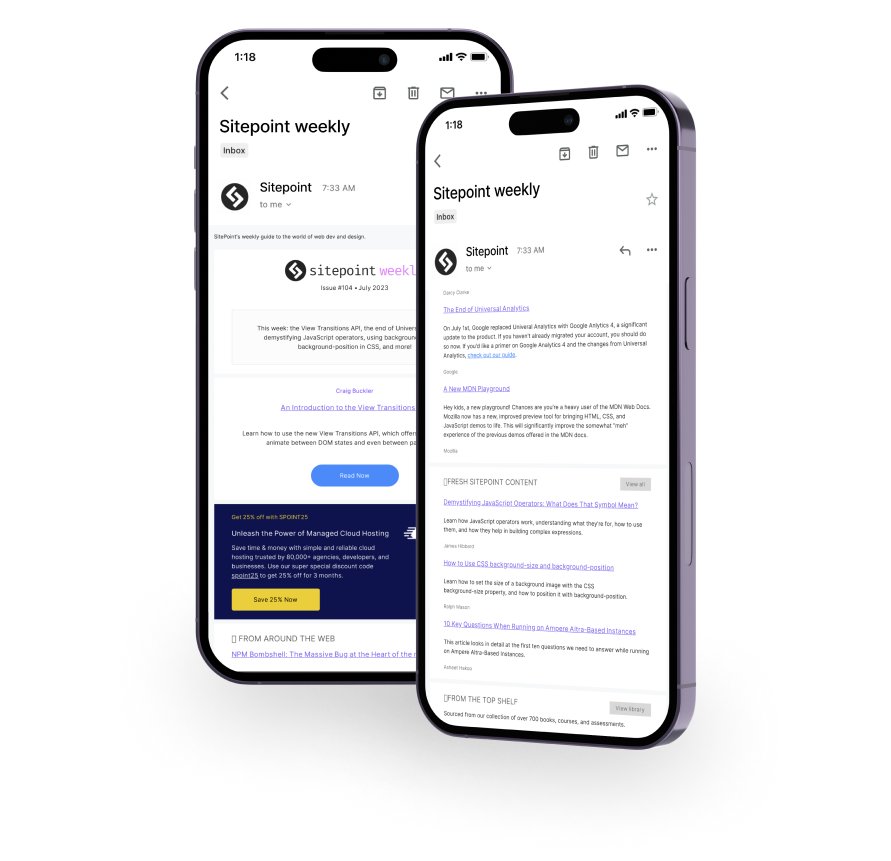 1:18
Sitepoint weekly
Inbox
Sitepoint 7:33 AM
to me
SitePoint's weekly guide to the world of web dev and design.
sitepoint weekl
Issue #104 • July 2023
This week: the View Transitions API, the end of Univers
demystifying JavaScript operators, using background
background-position in CSS, and more!
Craig Buckler
An Introduction to the View Transitions
Learn how to use the new View Transitions API, which offers
animate between DOM states and even between pa
Read Now
Get 25% off with SPOINT25
Unleash the Power of Managed Cloud Hosting
Save time & money with simple and reliable cloud
hosting trusted by 80,000+ agencies, developers, and
businesses. Use our super special discount code
spoint25 to get 25% off for 3 months.
Save 25% Now
FROM AROUND THE WEB
NPM Bombshell: The Massive Bug at the Heart of the
1:18
Sitepoint weekly
Inbox
Sitepoint 7:33 AM
to me
Darcy Clarke
The End of Universal Analytics
On July 1st, Google replaced Univeral Analytics with Google Anlytics 4, a significant
update to the product. If you haven't already migrated your account, you should do
so now. If you'd like a primer on Google Analytics 4 and the changes from Universal
Analytics, check out our guide.
Google
A New MDN Playground
Hey kids, a new playground! Chances are you're a heavy user of the MDN Web Docs.
Mozilla now has a new, improved preview tool for bringing HTML, CSS, and
JavaScript demos to life. This will significantly improve the somewhat "meh"
experience of the previous demos offered in the MDN docs.
Mozilla
FRESH SITEPOINT CONTENT
View all
Demystifying JavaScript Operators: What Does That Symbol Mean?
Learn how JavaScript operators work, understanding what they're for, how to use
them, and how they help in building complex expressions.
James Hibbard
How to Use CSS background-size and background-position
Learn how to set the size of a background image with the CSS
background-size property, and how to position it with background-position.
Ralph Mason
10 Key Questions When Running on Ampere Altra-Based Instances
This article looks in detail at the first ten questions we need to answer while running
on Ampere Altra-Based Instances.
FROM THE TOP SHELF
View library
Sourced from our collection of over 700 books, courses, and assessments.